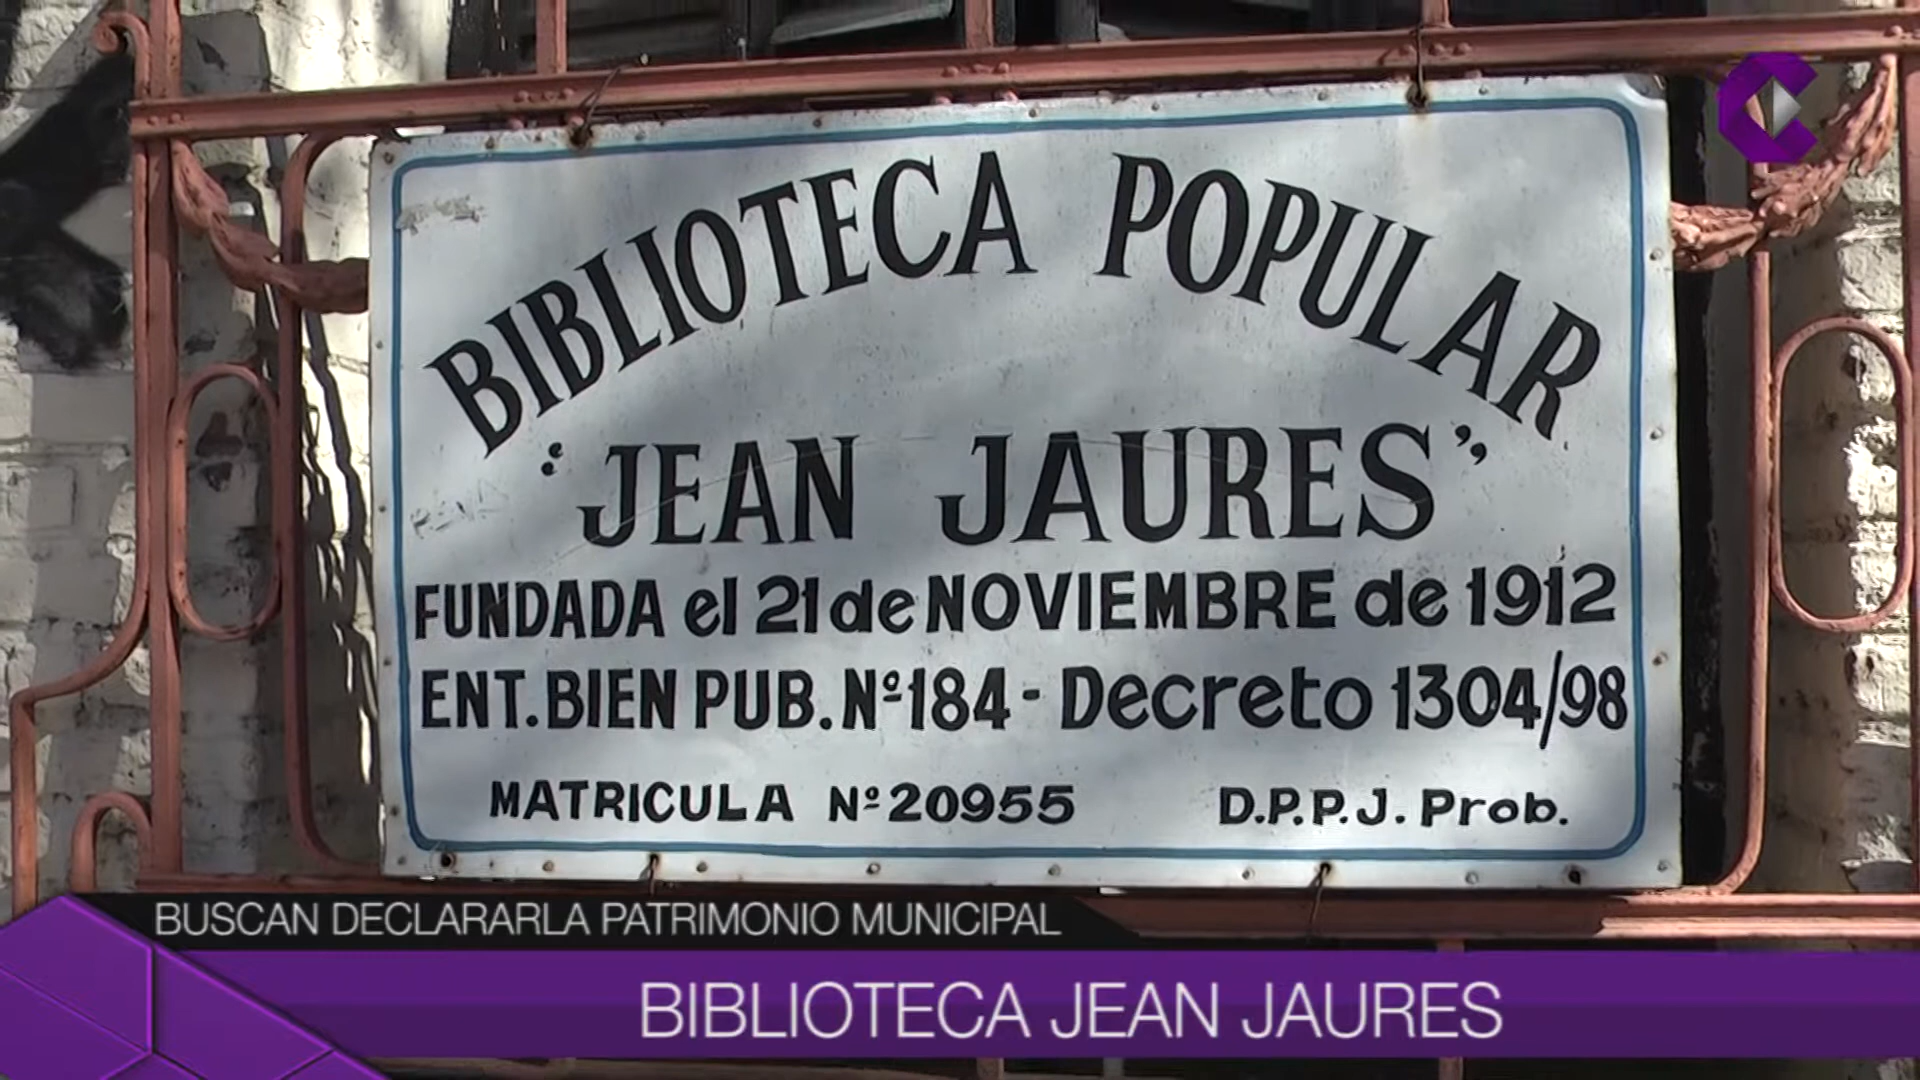 BIBLIOTECA POPULAR
"JEAN JAURES"
FUNDADA el 21 de NOVIEMBRE de 1912
ENT. BIEN PUB. Nº 184 - Decreto 1304/98
MATRICULA Nº 20955 D.P.P.J. Prob.
BUSCAN DECLARARLA PATRIMONIO MUNICIPAL
BIBLIOTECA JEAN JAURES